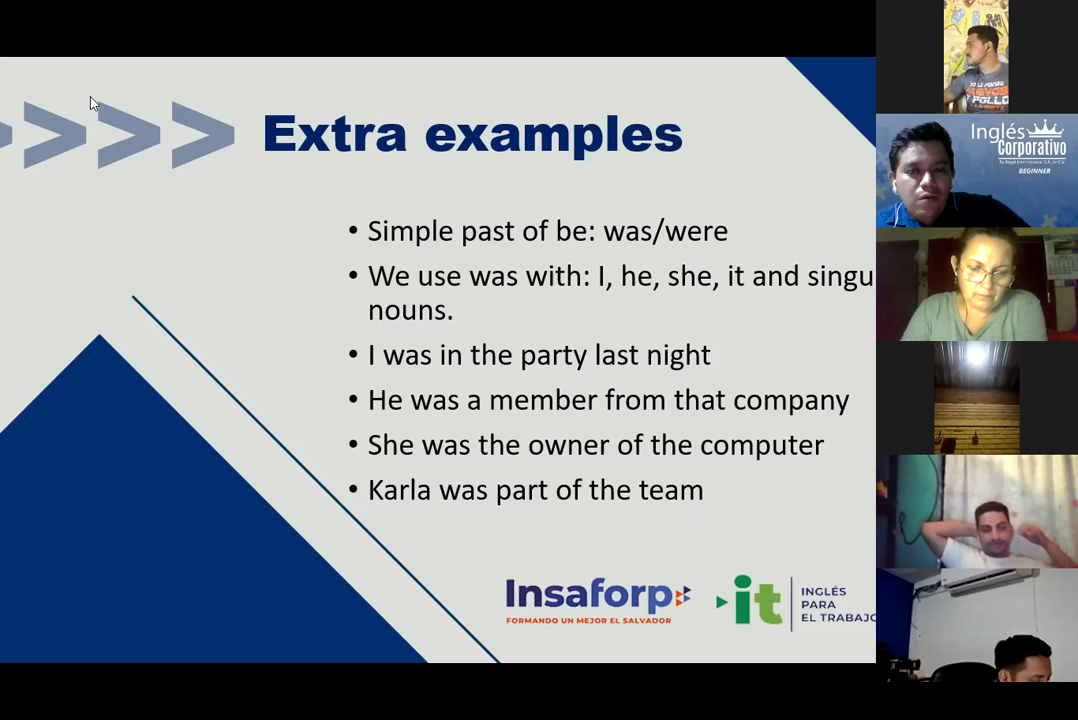 Extra examples
• Simple past of be: was/were
• We use was with: I, he, she, it and singu
nouns.
• I was in the party last night
• He was a member from that company
• She was the owner of the computer
• Karla was part of the team
Insaforp
FORMANDO UN MEJOR EL SALVADOR
it
INGLÉS
PARA
EL TRABAJO
Y POLLO
Inglés
Corporativo
BEGINNER